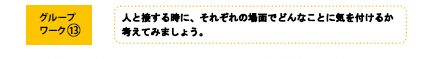 グループ
ワーク⑬
人と接する時に、それぞれの場面でどんなことに気を付けるか
考えてみましょう。